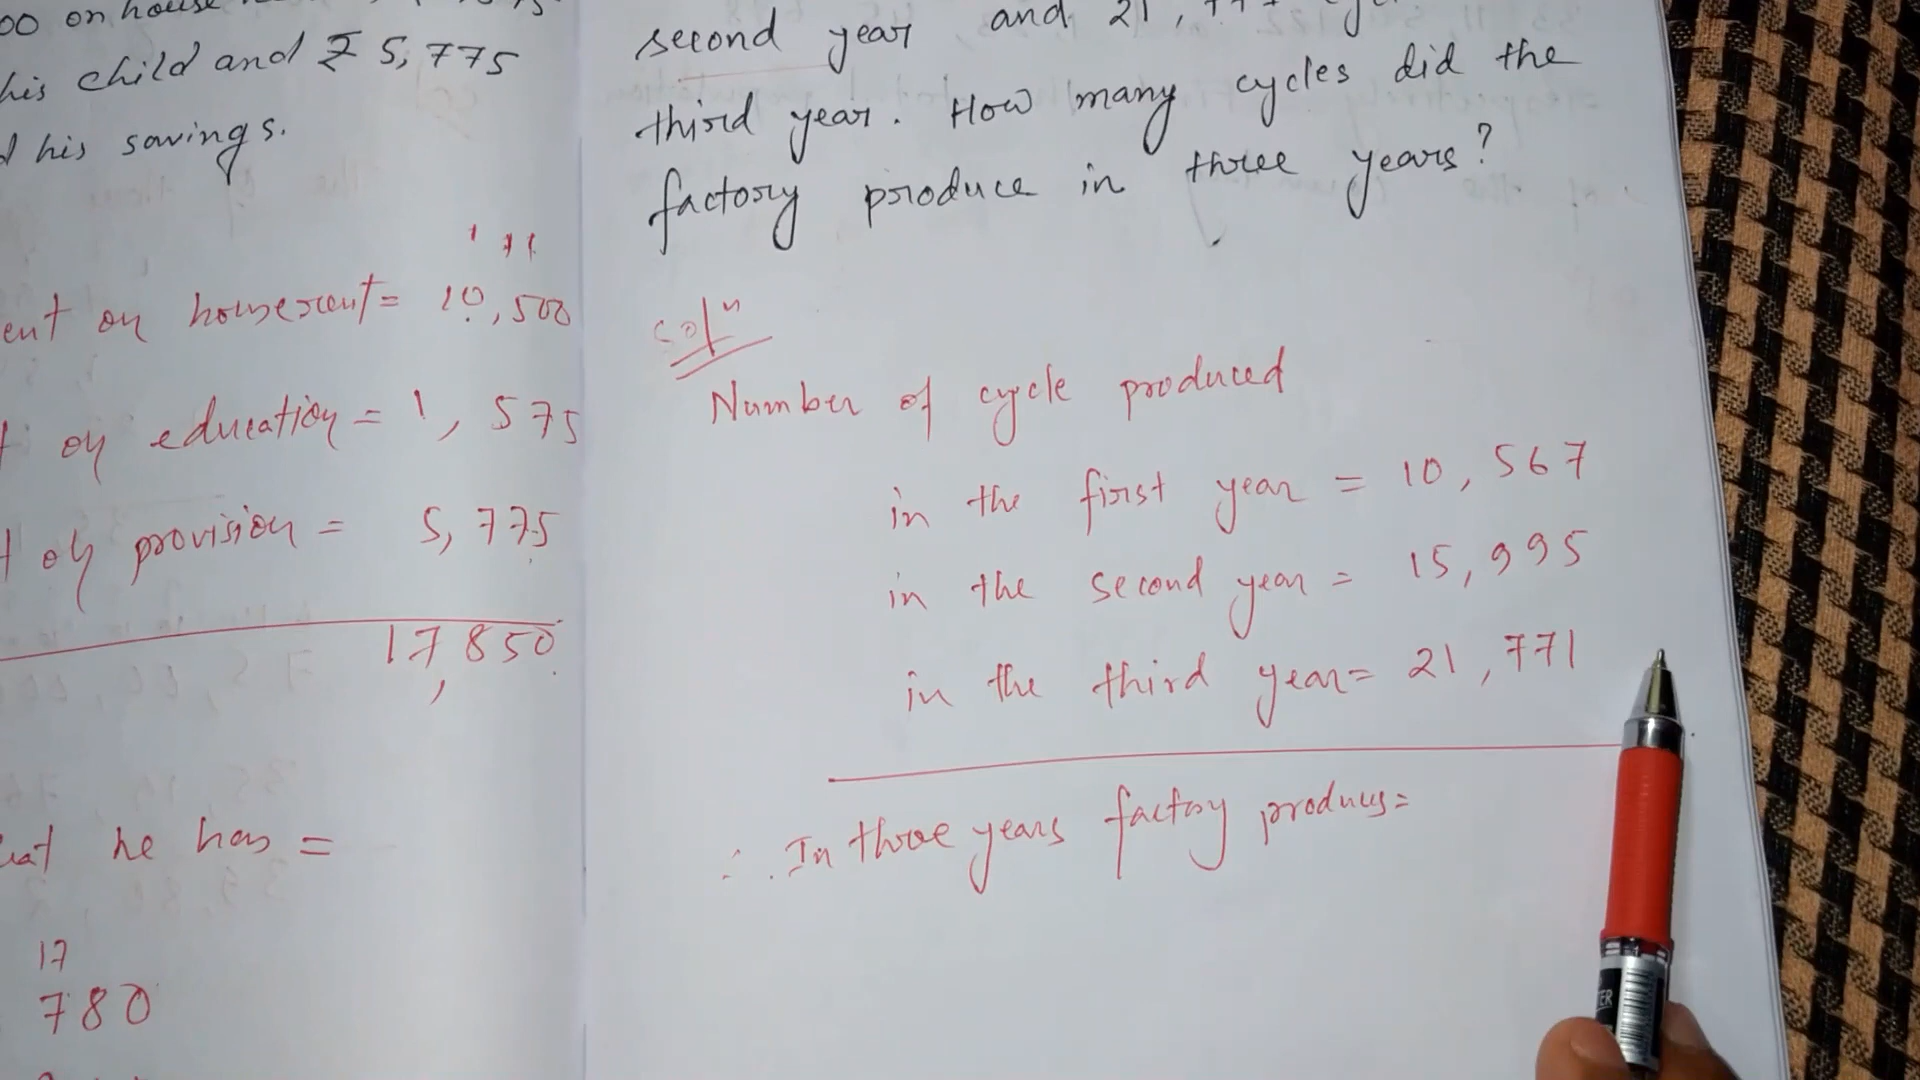 00 on house
his child and ₹ 5,775
his savings.
ent on houserent = 10,500
on education = 1,575
of provision = 5,775
17,850
he has =
17
780
second year and 21,
third year. How many cycles did the
factory produce in three years?
Solⁿ
Number of cycle produced
in the first year = 10,567
in the second year = 15,995
in the third year = 21,771
∴ In three years factory produces =